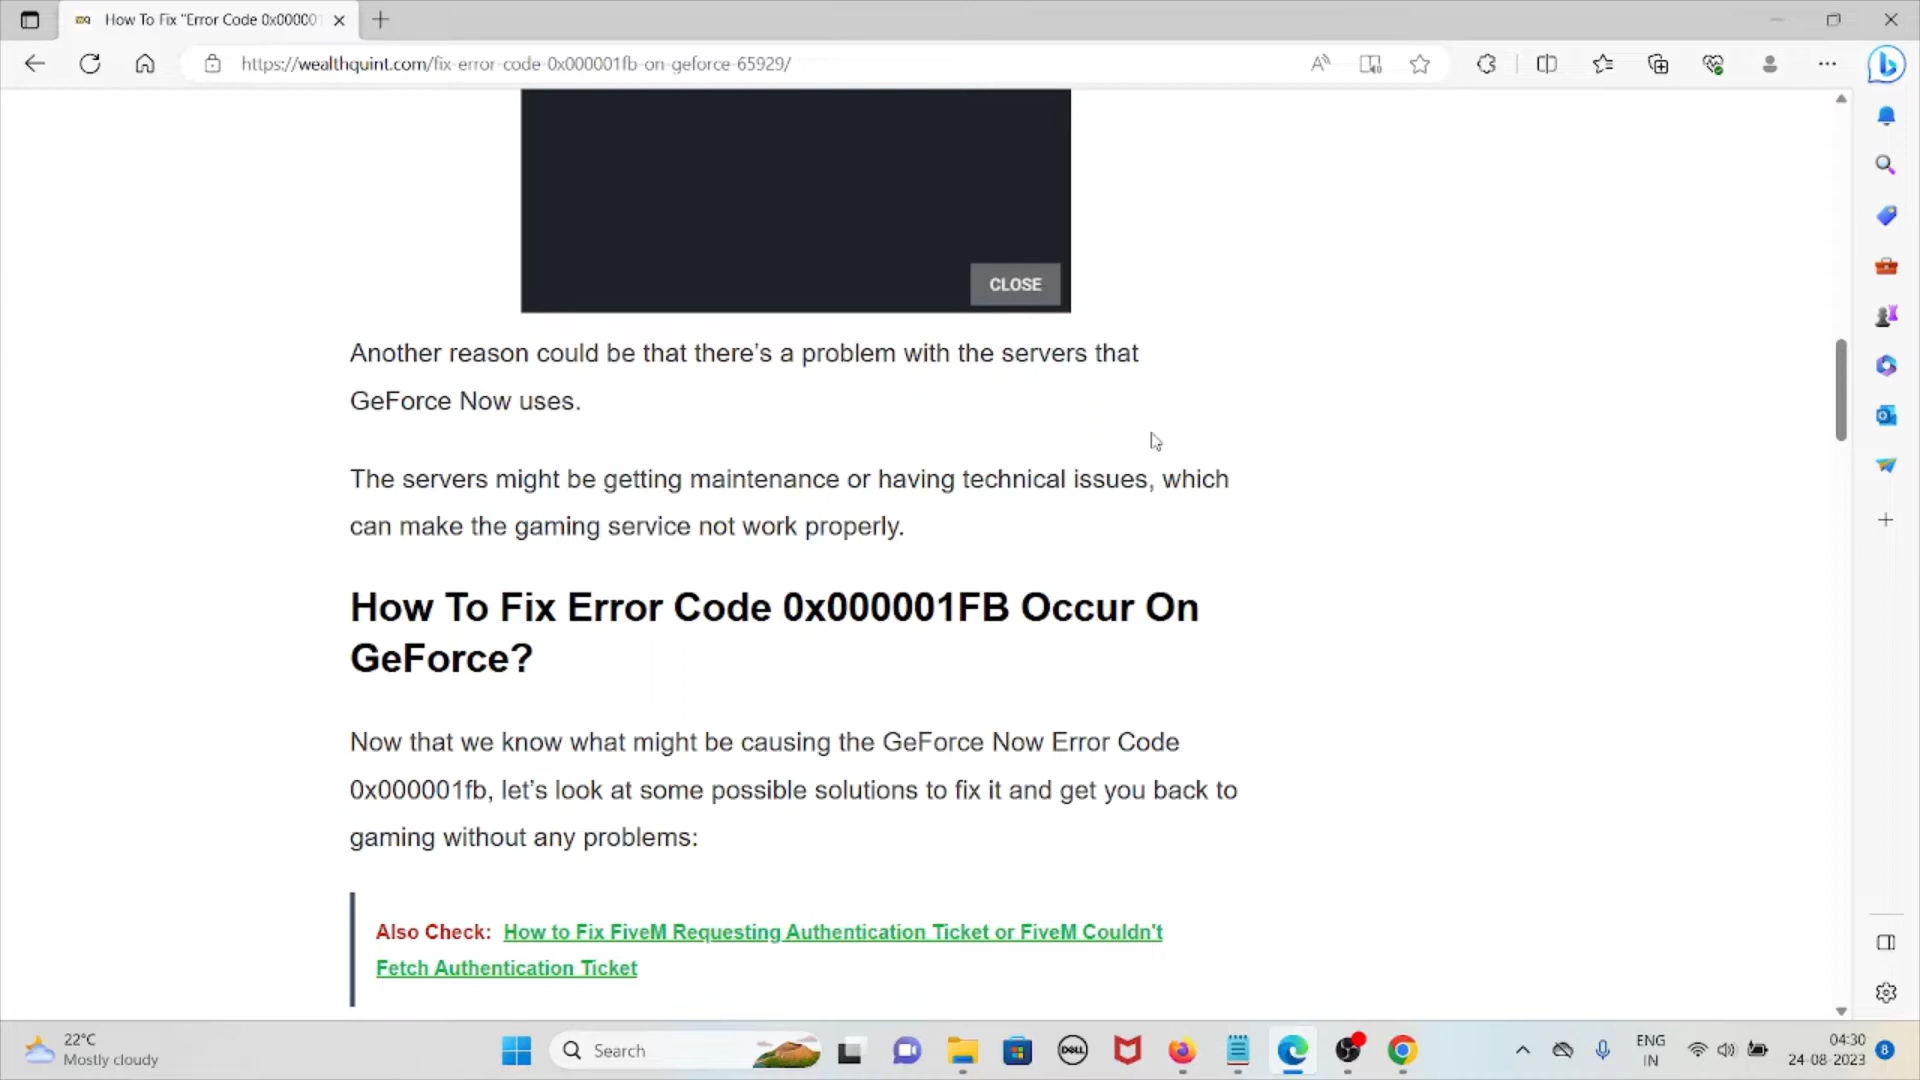 How To Fix "Error Code 0x00000
https://wealthquint.com/fix-error-code-0x000001fb-on-geforce-65929/
CLOSE
Another reason could be that there’s a problem with the servers that
GeForce Now uses.
The servers might be getting maintenance or having technical issues, which
can make the gaming service not work properly.
How To Fix Error Code 0x000001FB Occur On
GeForce?
Now that we know what might be causing the GeForce Now Error Code
0x000001fb, let’s look at some possible solutions to fix it and get you back to
gaming without any problems:
Also Check: How to Fix FiveM Requesting Authentication Ticket or FiveM Couldn't
Fetch Authentication Ticket
22°C
Mostly cloudy
Search
DELL
ENG
IN
04:30
24-08-2023
8